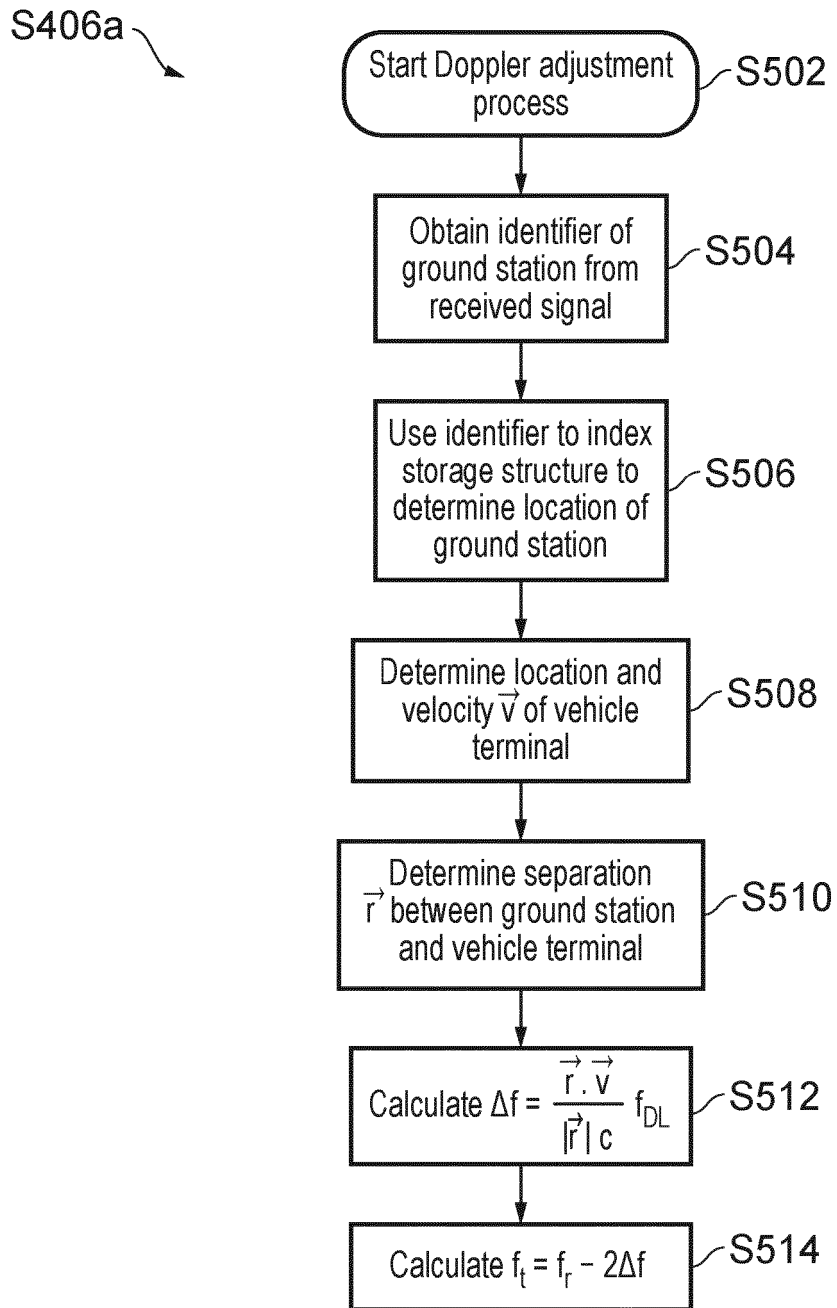 S406a
Start Doppler adjustment
process
S502
Obtain identifier of
ground station from
received signal
S504
Use identifier to index
storage structure to
determine location of
ground station
S506
Determine location and
velocity v⃗ of vehicle
terminal
S508
Determine separation
r⃗ between ground station
and vehicle terminal
S510
Calculate Δf = (r⃗ . v⃗) / (|r⃗| c) f_DL
S512
Calculate f_t = f_r – 2Δf
S514